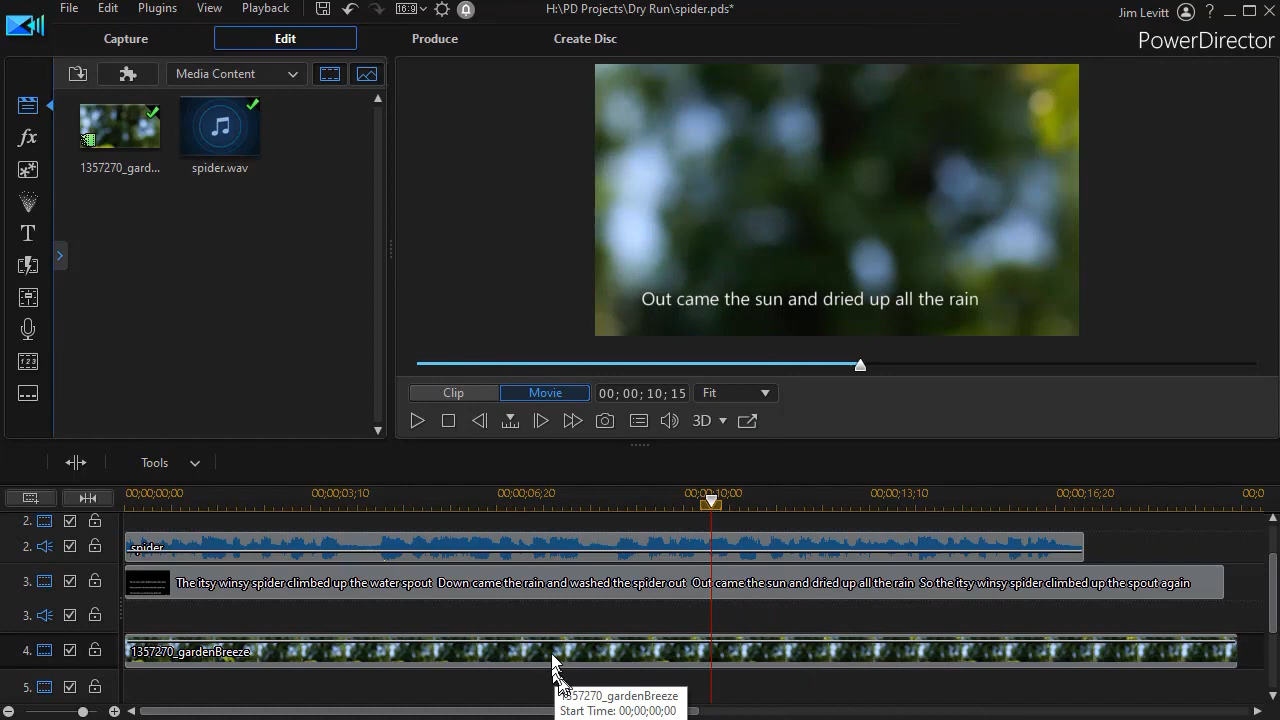 File Edit Plugins View Playback 16:9 H:\PD Projects\Dry Run\spider.pds* Jim Levitt ?
PowerDirector
Capture Edit Produce Create Disc
Media Content
1357270_gard... spider.wav
fx
T
Out came the sun and dried up all the rain
Clip Movie 00; 00; 10; 15 Fit
3D
Tools
00;00;00;00 00;00;03;10 00;00;06;20 00;00;10;00 00;00;13;10 00;00;16;20 00;0
2.
2. spider
3. The itsy winsy spider climbed up the water spout Down came the rain and washed the spider out Out came the sun and dried up all the rain So the itsy winsy spider climbed up the spout again
3.
4. 1357270_gardenBreeze
5.
1357270_gardenBreeze
Start Time: 00;00;00;00